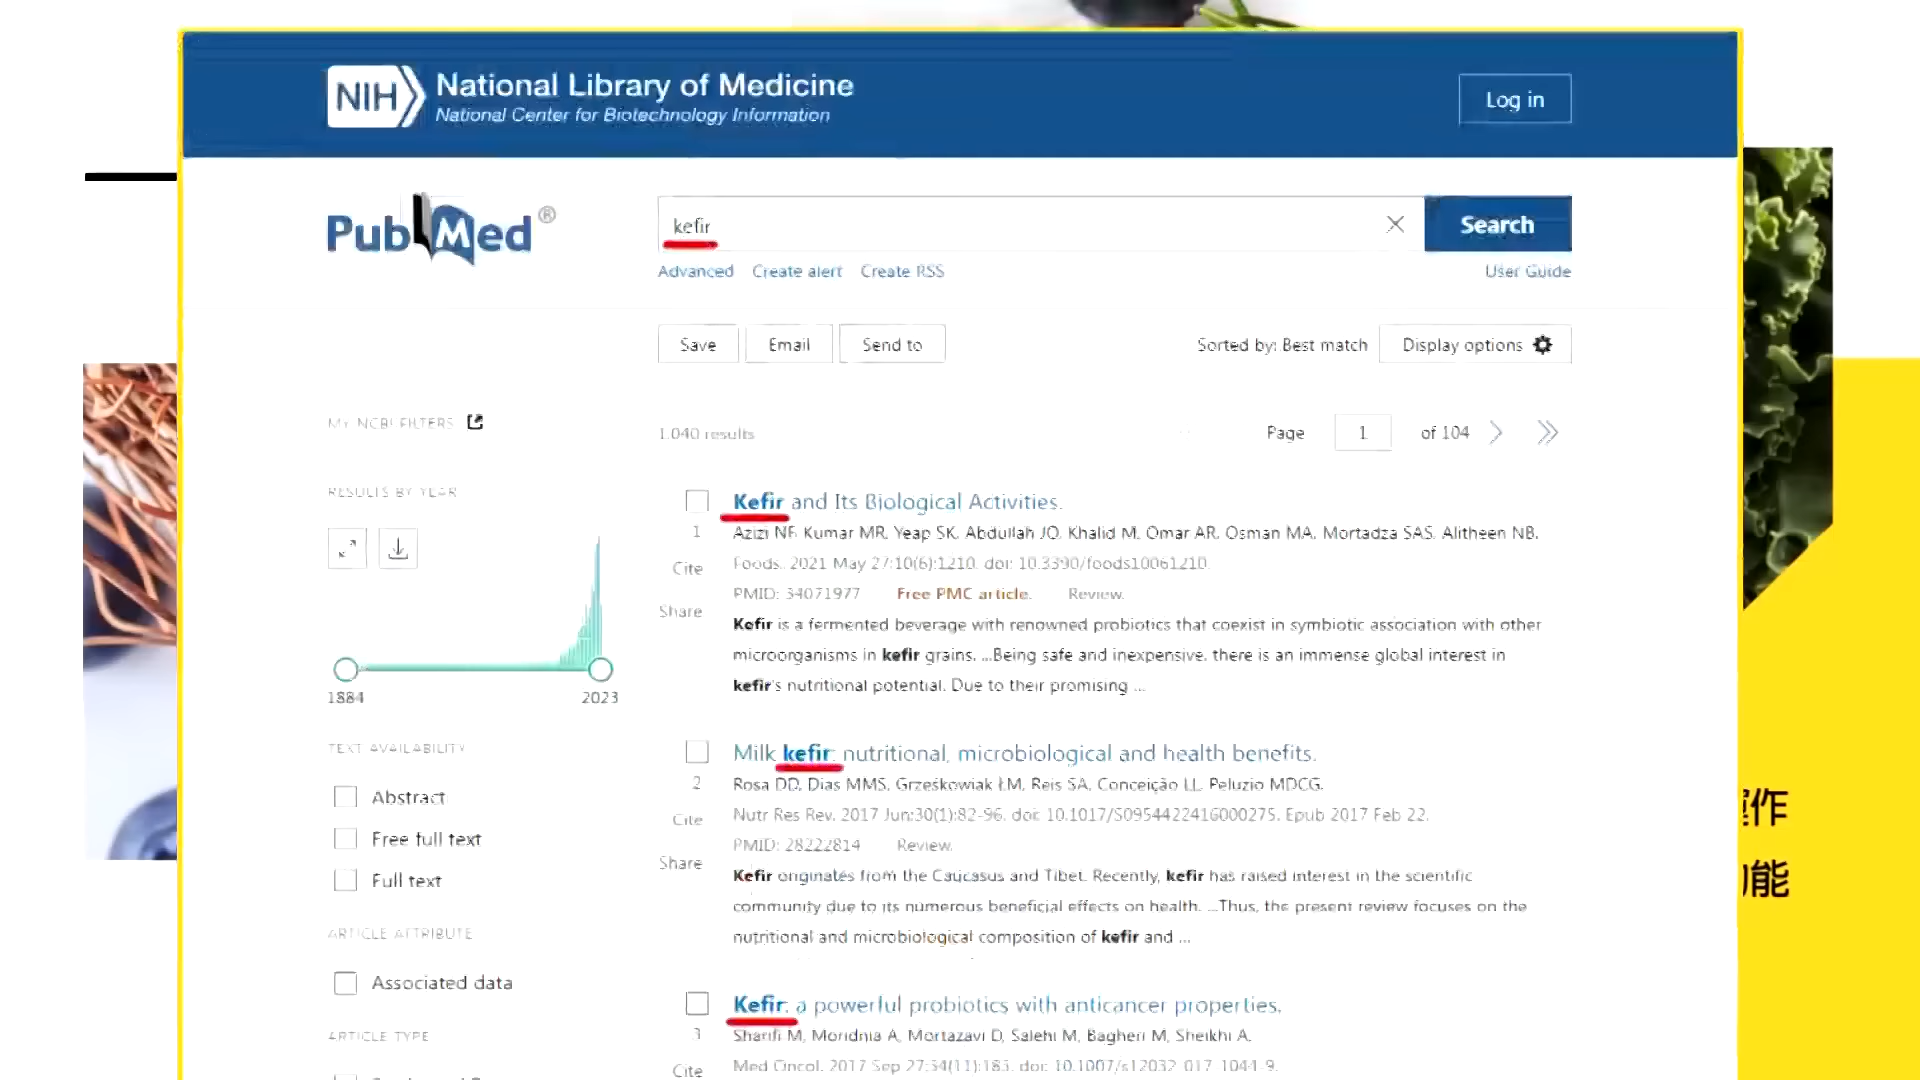 NIH National Library of Medicine
National Center for Biotechnology Information
Log in
PubMed®
kefir
Search
Advanced Create alert Create RSS
User Guide
Save Email Send to
Sorted by: Best match Display options
MY NCBI FILTERS
1,040 results
Page 1 of 104
RESULTS BY YEAR
1884 2023
TEXT AVAILABILITY
Abstract
Free full text
Full text
ARTICLE ATTRIBUTE
Associated data
ARTICLE TYPE
Kefir and Its Biological Activities.
1
Azizi NF, Kumar MR, Yeap SK, Abdullah JO, Khalid M, Omar AR, Osman MA, Mortadza SAS, Alitheen NB.
Cite
Foods. 2021 May 27;10(6):1210. doi: 10.3390/foods10061210.
PMID: 34071977 Free PMC article. Review.
Share
Kefir is a fermented beverage with renowned probiotics that coexist in symbiotic association with other
microorganisms in kefir grains. ...Being safe and inexpensive, there is an immense global interest in
kefir's nutritional potential. Due to their promising ...
Milk kefir: nutritional, microbiological and health benefits.
2
Rosa DD, Dias MMS, Grześkowiak ŁM, Reis SA, Conceição LL, Peluzio MDCG.
Cite
Nutr Res Rev. 2017 Jun;30(1):82-96. doi: 10.1017/S0954422416000275. Epub 2017 Feb 22.
PMID: 28222814 Review.
Share
Kefir originates from the Caucasus and Tibet. Recently, kefir has raised interest in the scientific
community due to its numerous beneficial effects on health. ...Thus, the present review focuses on the
nutritional and microbiological composition of kefir and ...
Kefir: a powerful probiotics with anticancer properties.
3
Sharifi M, Moridnia A, Mortazavi D, Salehi M, Bagheri M, Sheikhi A.
Cite
Med Oncol. 2017 Sep 27;34(11):183. doi: 10.1007/s12032-017-1044-9.
作
能